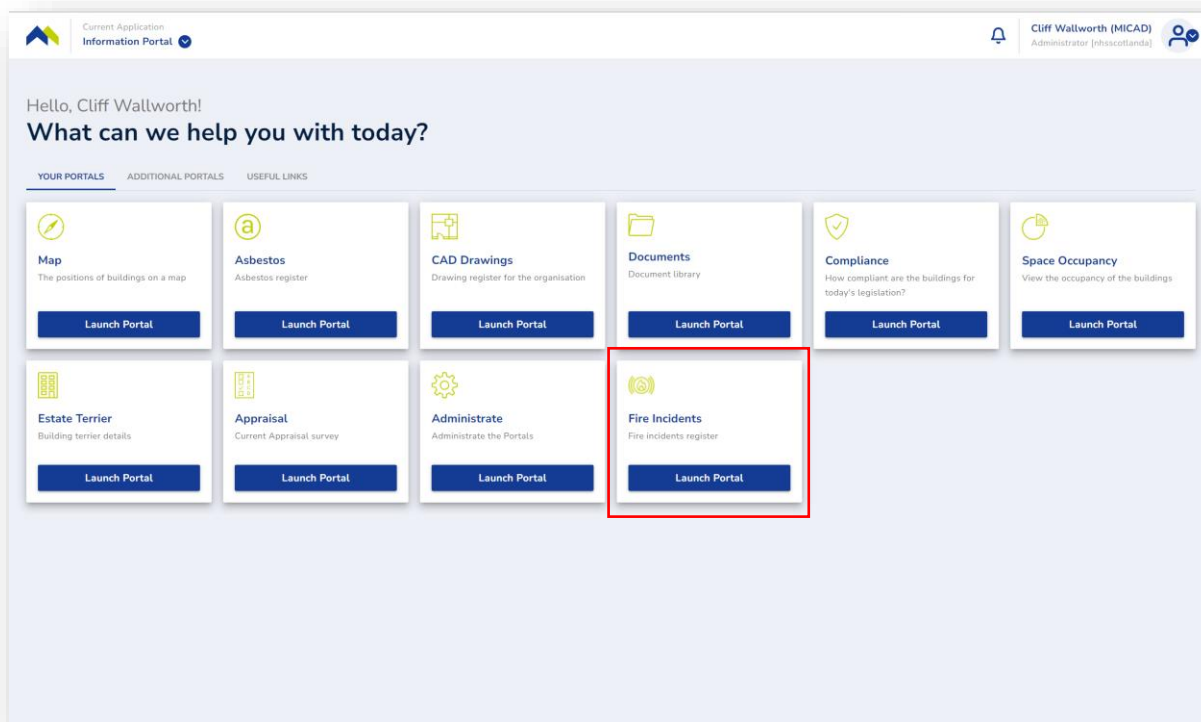 Current Application
Information Portal
Cliff Wallworth (MICAD)
Administrator [nhsscotlanda]
Hello, Cliff Wallworth!
What can we help you with today?
YOUR PORTALS
ADDITIONAL PORTALS
USEFUL LINKS
Map
The positions of buildings on a map
Launch Portal
a
Asbestos
Asbestos register
Launch Portal
CAD Drawings
Drawing register for the organisation
Launch Portal
Documents
Document library
Launch Portal
Compliance
How compliant are the buildings for
today's legislation?
Launch Portal
Space Occupancy
View the occupancy of the buildings
Launch Portal
Estate Terrier
Building terrier details
Launch Portal
Appraisal
Current Appraisal survey
Launch Portal
Administrate
Administrate the Portals
Launch Portal
Fire Incidents
Fire incidents register
Launch Portal